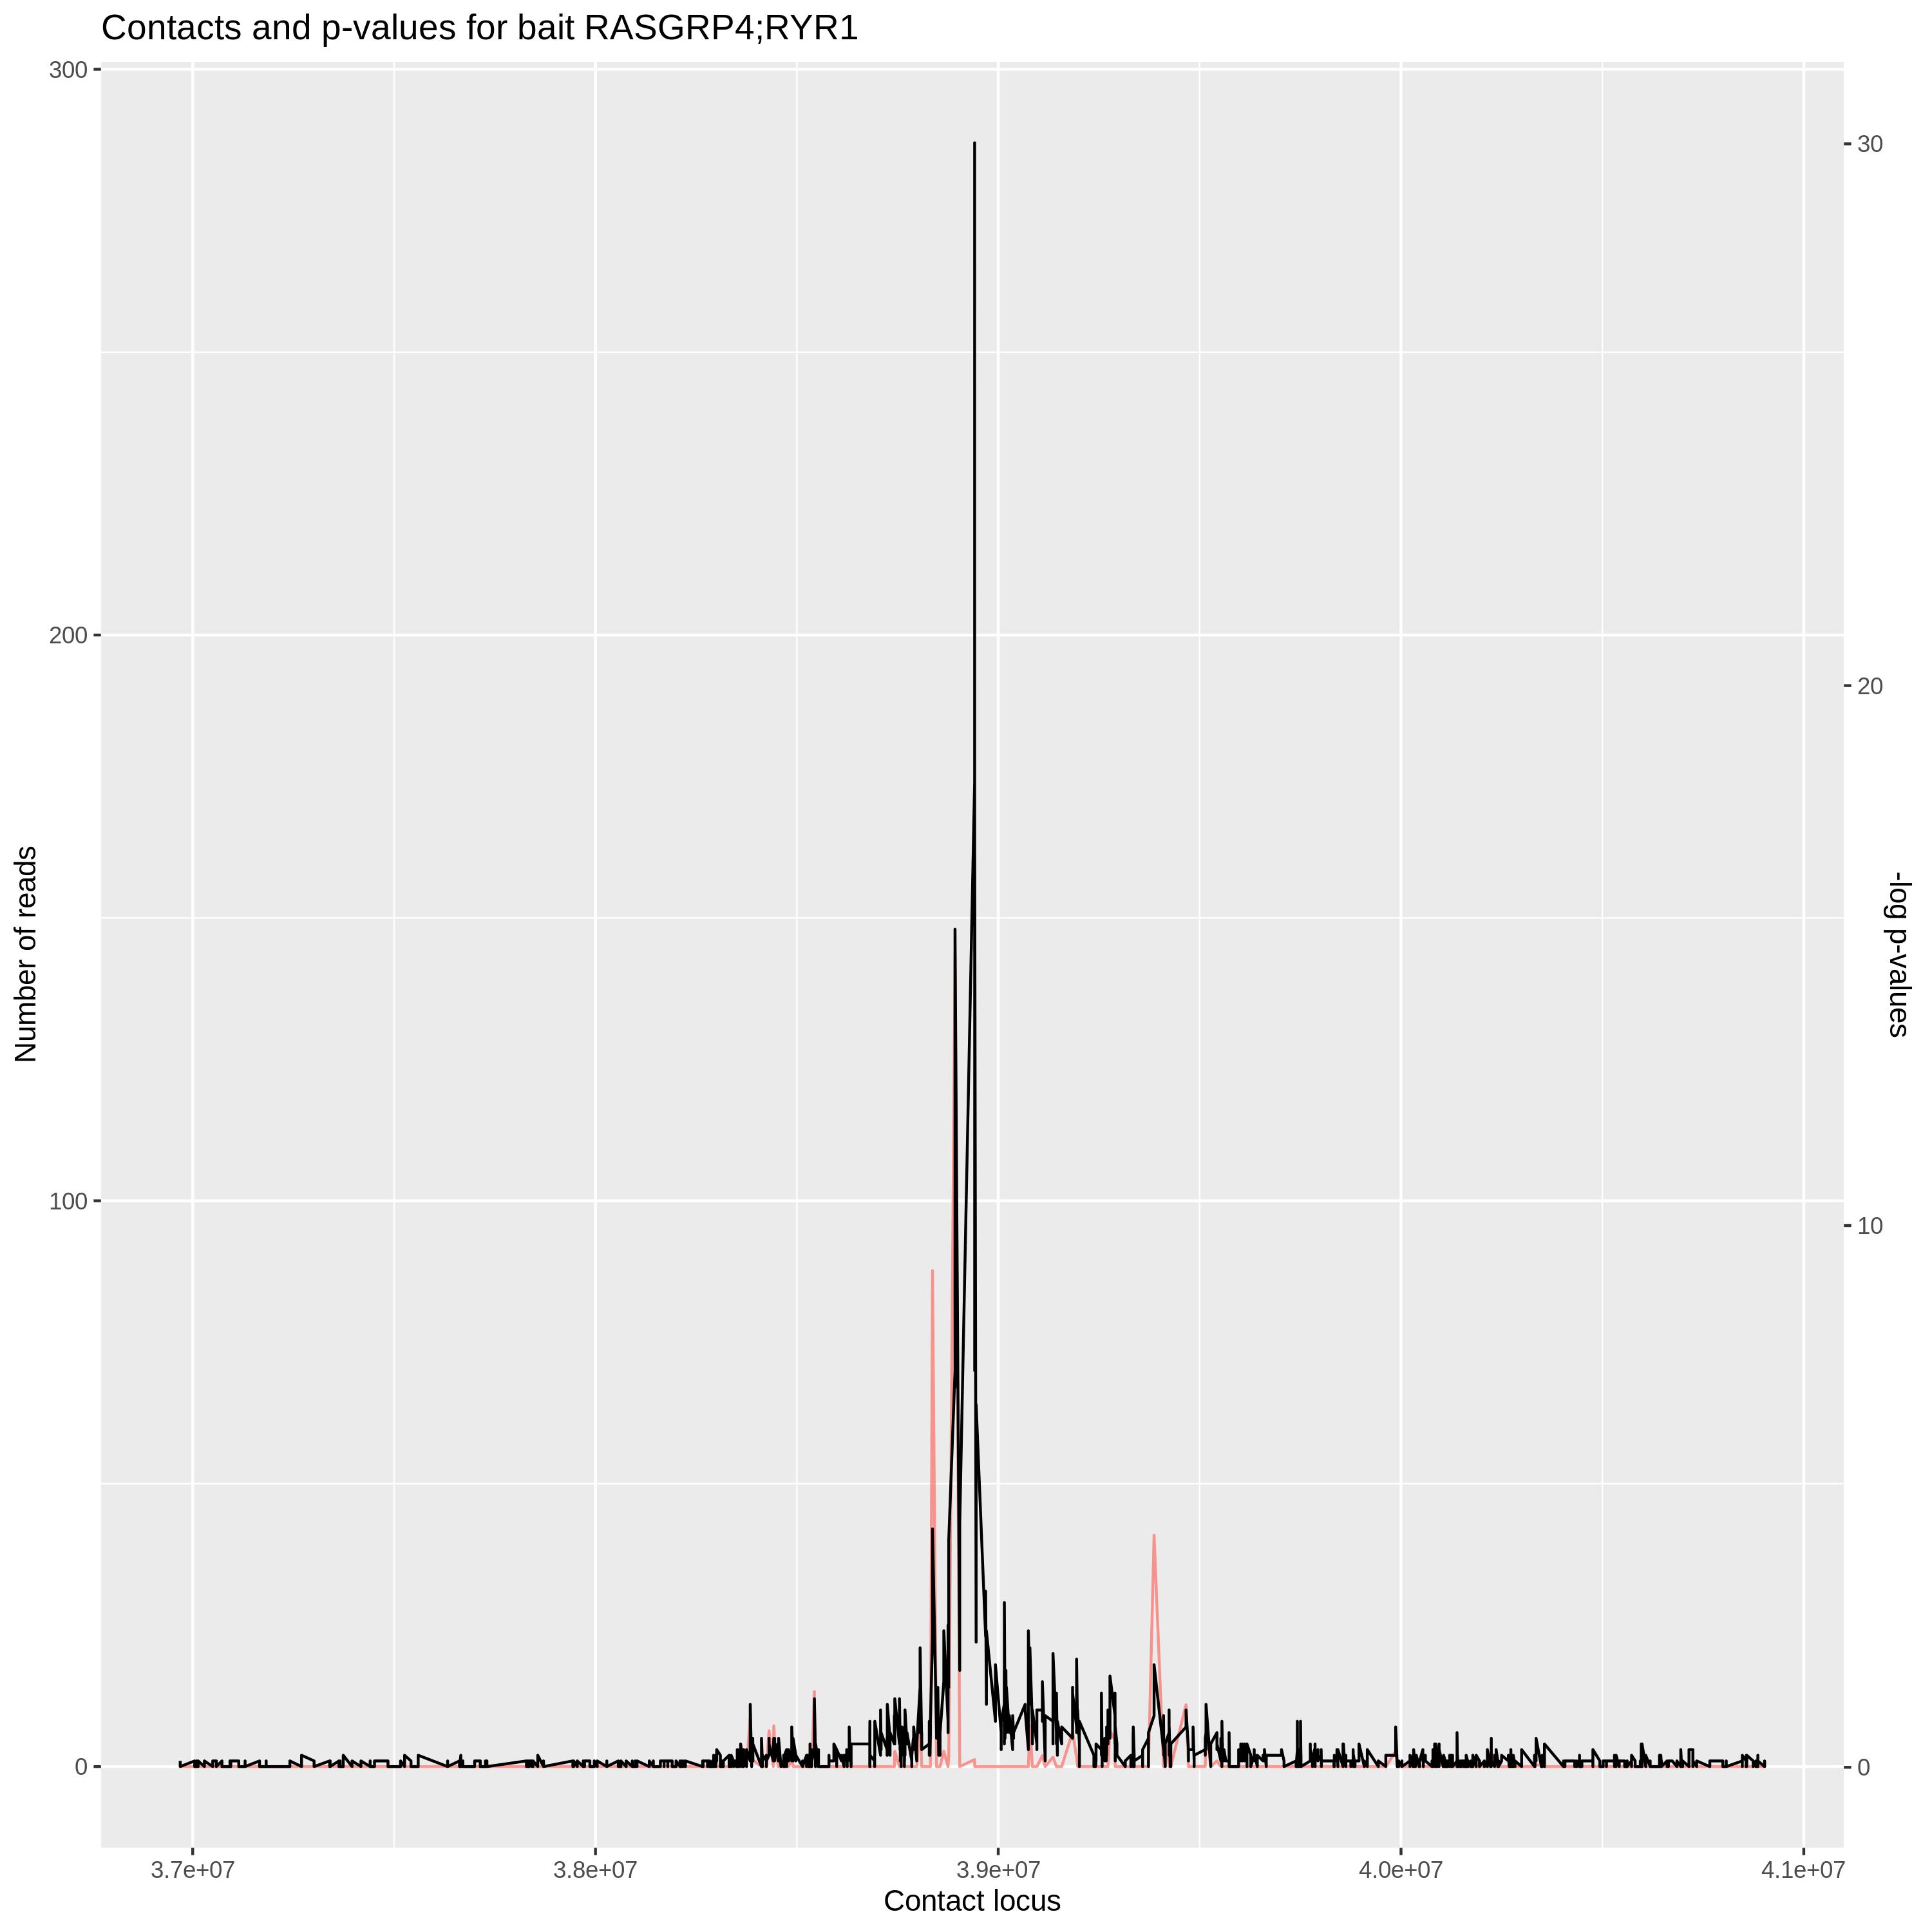 Contacts and p-values for bait RASGRP4;RYR1
300
200
100
0
Number of reads
30
20
10
0
-log p-values
3.7e+07 3.8e+07 3.9e+07 4.0e+07 4.1e+07
Contact locus